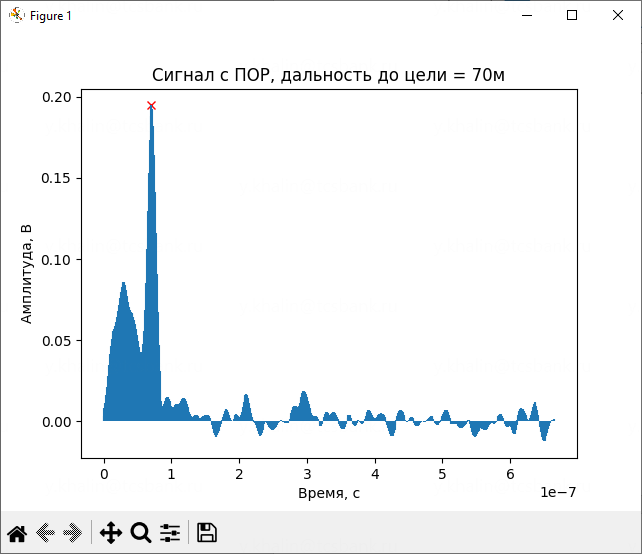 Figure 1
Сигнал с ПОР, дальность до цели = 70м
0.20
0.15
0.10
0.05
0.00
Амплитуда, В
0 1 2 3 4 5 6
Время, с
1e-7